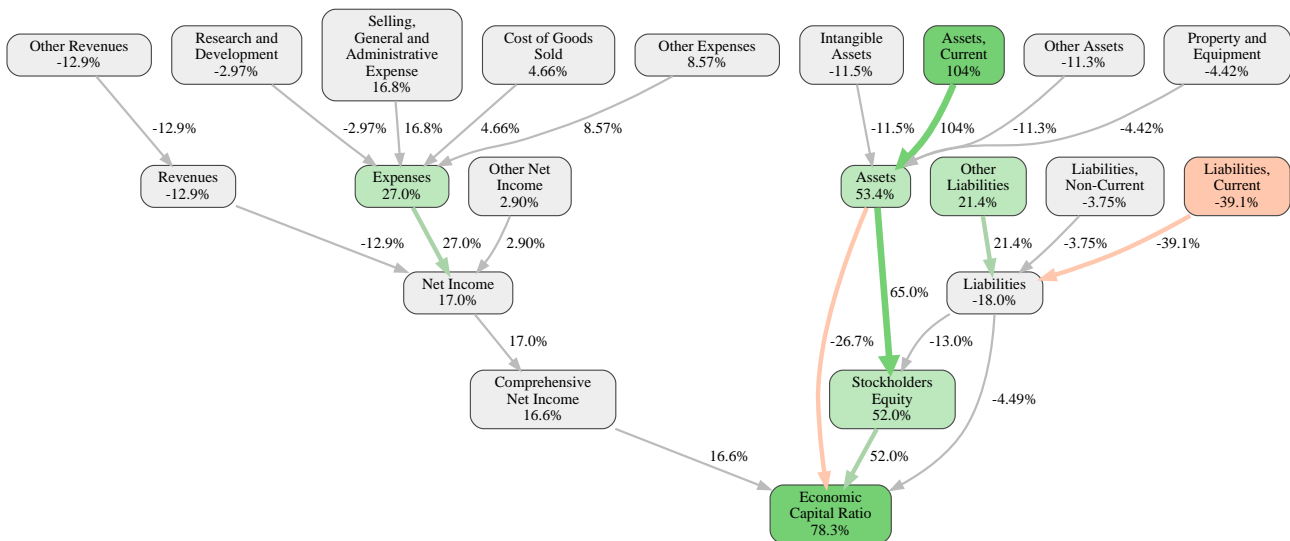 Other Revenues
-12.9%
Research and
Development
-2.97%
Selling,
General and
Administrative
Expense
16.8%
Cost of Goods
Sold
4.66%
Other Expenses
8.57%
Intangible
Assets
-11.5%
Assets,
Current
104%
Other Assets
-11.3%
Property and
Equipment
-4.42%
-12.9%
-2.97%
16.8%
4.66%
8.57%
-11.5%
104%
-11.3%
-4.42%
Revenues
-12.9%
Expenses
27.0%
Other Net
Income
2.90%
Assets
53.4%
Other
Liabilities
21.4%
Liabilities,
Non-Current
-3.75%
Liabilities,
Current
-39.1%
-12.9%
27.0%
2.90%
21.4%
-3.75%
-39.1%
Net Income
17.0%
65.0%
Liabilities
-18.0%
17.0%
-26.7%
-13.0%
Comprehensive
Net Income
16.6%
Stockholders
Equity
52.0%
-4.49%
16.6%
52.0%
Economic
Capital Ratio
78.3%